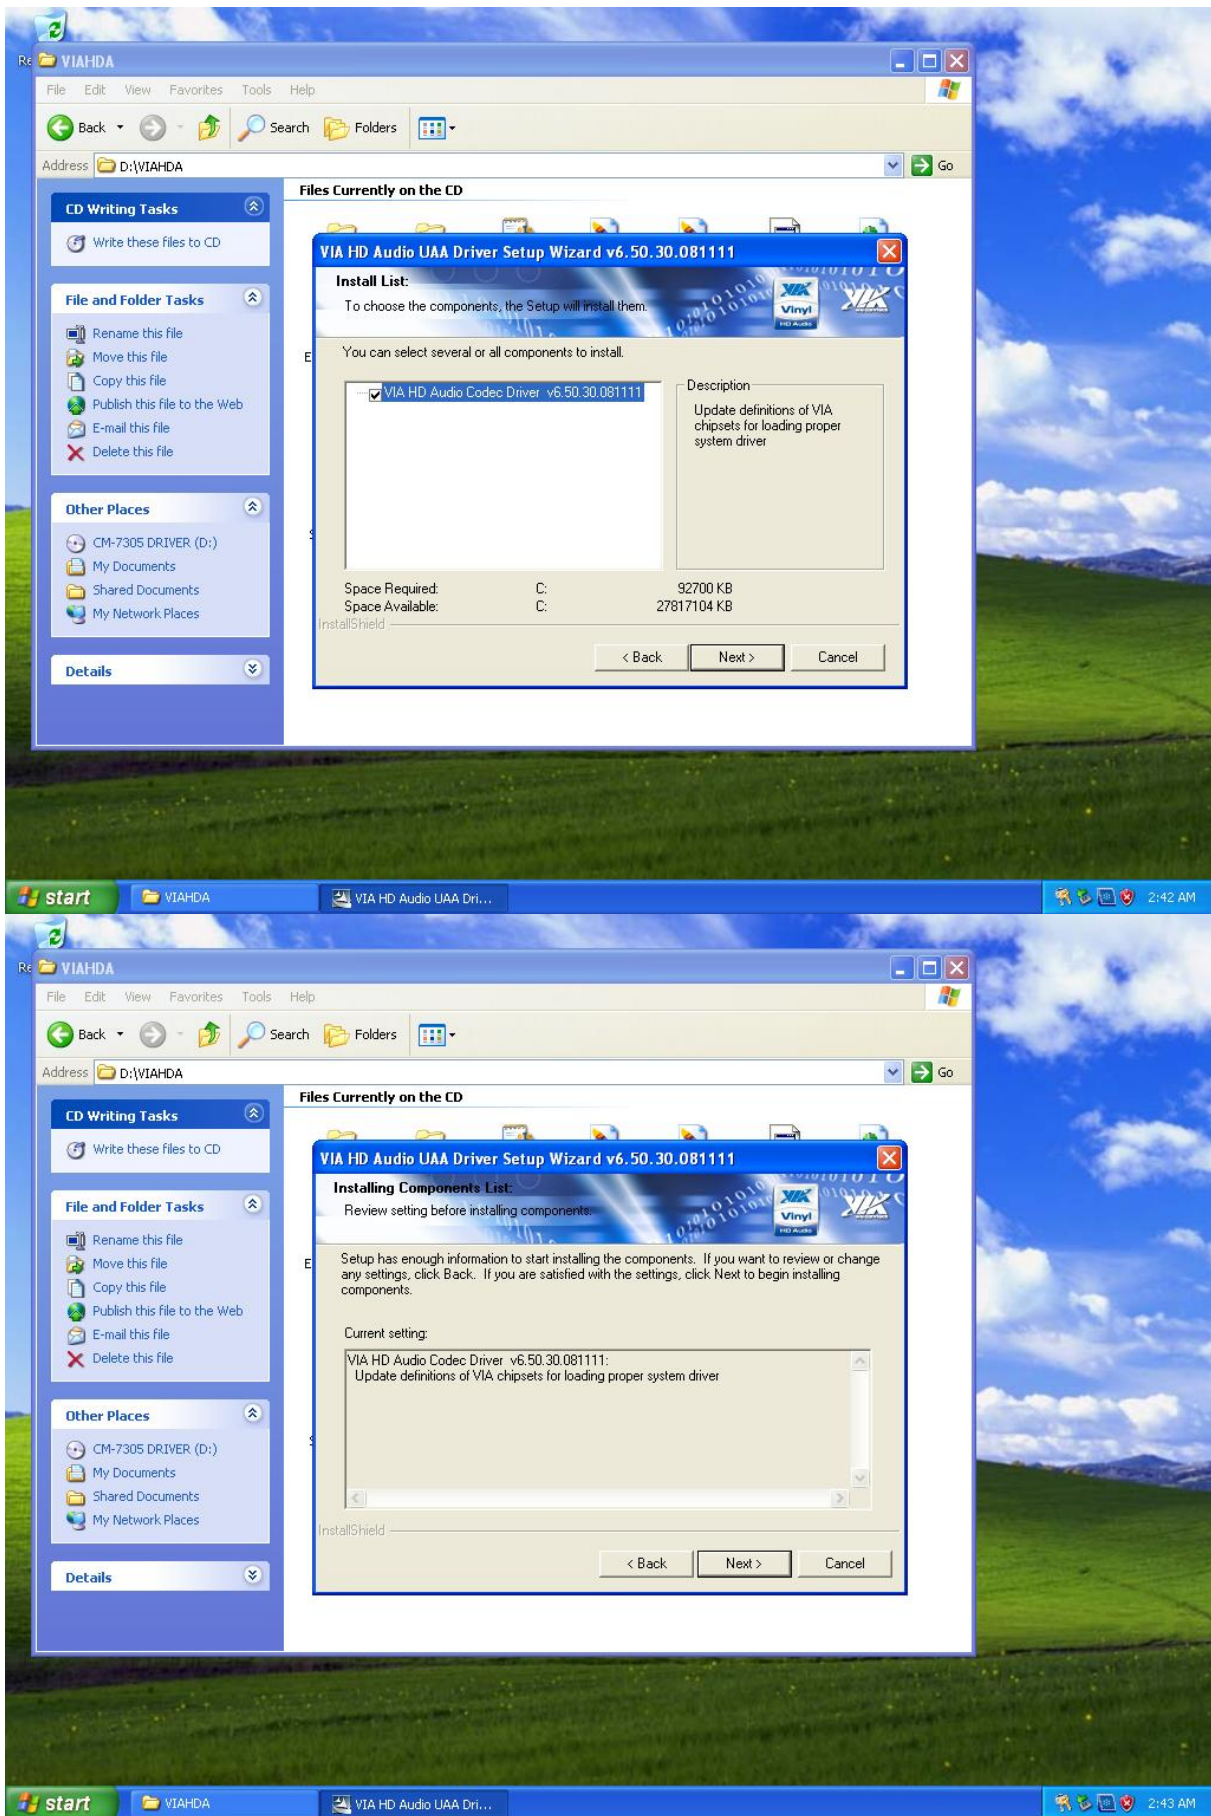 Re
VIAHDA
File Edit View Favorites Tools Help
Back Search Folders
Address D:\VIAHDA Go
Files Currently on the CD
CD Writing Tasks
Write these files to CD
File and Folder Tasks
Rename this file
Move this file
Copy this file
Publish this file to the Web
E-mail this file
Delete this file
Other Places
CM-7305 DRIVER (D:)
My Documents
Shared Documents
My Network Places
Details
E
VIA HD Audio UAA Driver Setup Wizard v6.50.30.081111
Install List:
To choose the components, the Setup will install them.
VIA
Vinyl
HD Audio
VIA
You can select several or all components to install.
VIA HD Audio Codec Driver v6.50.30.081111
Description
Update definitions of VIA
chipsets for loading proper
system driver
Space Required: C: 92700 KB
Space Available: C: 27817104 KB
InstallShield
< Back Next > Cancel
start VIAHDA VIA HD Audio UAA Dri... 2:42 AM
Re
VIAHDA
File Edit View Favorites Tools Help
Back Search Folders
Address D:\VIAHDA Go
Files Currently on the CD
CD Writing Tasks
Write these files to CD
File and Folder Tasks
Rename this file
Move this file
Copy this file
Publish this file to the Web
E-mail this file
Delete this file
Other Places
CM-7305 DRIVER (D:)
My Documents
Shared Documents
My Network Places
Details
E
VIA HD Audio UAA Driver Setup Wizard v6.50.30.081111
Installing Components List:
Review setting before installing components.
VIA
Vinyl
HD Audio
VIA
Setup has enough information to start installing the components. If you want to review or change
any settings, click Back. If you are satisfied with the settings, click Next to begin installing
components.
Current setting:
VIA HD Audio Codec Driver v6.50.30.081111:
Update definitions of VIA chipsets for loading proper system driver
InstallShield
< Back Next > Cancel
start VIAHDA VIA HD Audio UAA Dri... 2:43 AM